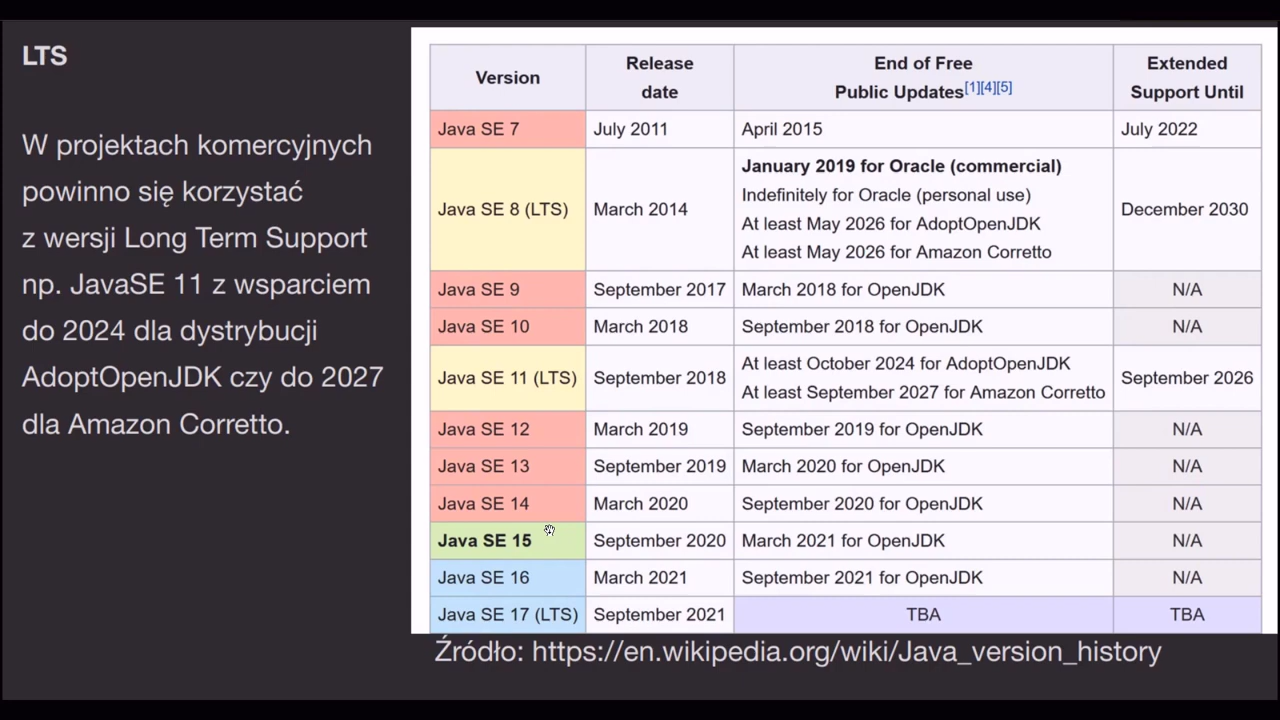 LTS
W projektach komercyjnych
powinno się korzystać
z wersji Long Term Support
np. JavaSE 11 z wsparciem
do 2024 dla dystrybucji
AdoptOpenJDK czy do 2027
dla Amazon Corretto.
Version Release date End of Free Public Updates[1][4][5] Extended Support Until
Java SE 7 July 2011 April 2015 July 2022
Java SE 8 (LTS) March 2014 January 2019 for Oracle (commercial) December 2030
Indefinitely for Oracle (personal use)
At least May 2026 for AdoptOpenJDK
At least May 2026 for Amazon Corretto
Java SE 9 September 2017 March 2018 for OpenJDK N/A
Java SE 10 March 2018 September 2018 for OpenJDK N/A
Java SE 11 (LTS) September 2018 At least October 2024 for AdoptOpenJDK September 2026
At least September 2027 for Amazon Corretto
Java SE 12 March 2019 September 2019 for OpenJDK N/A
Java SE 13 September 2019 March 2020 for OpenJDK N/A
Java SE 14 March 2020 September 2020 for OpenJDK N/A
Java SE 15 September 2020 March 2021 for OpenJDK N/A
Java SE 16 March 2021 September 2021 for OpenJDK N/A
Java SE 17 (LTS) September 2021 TBA TBA
Źródło: https://en.wikipedia.org/wiki/Java_version_history